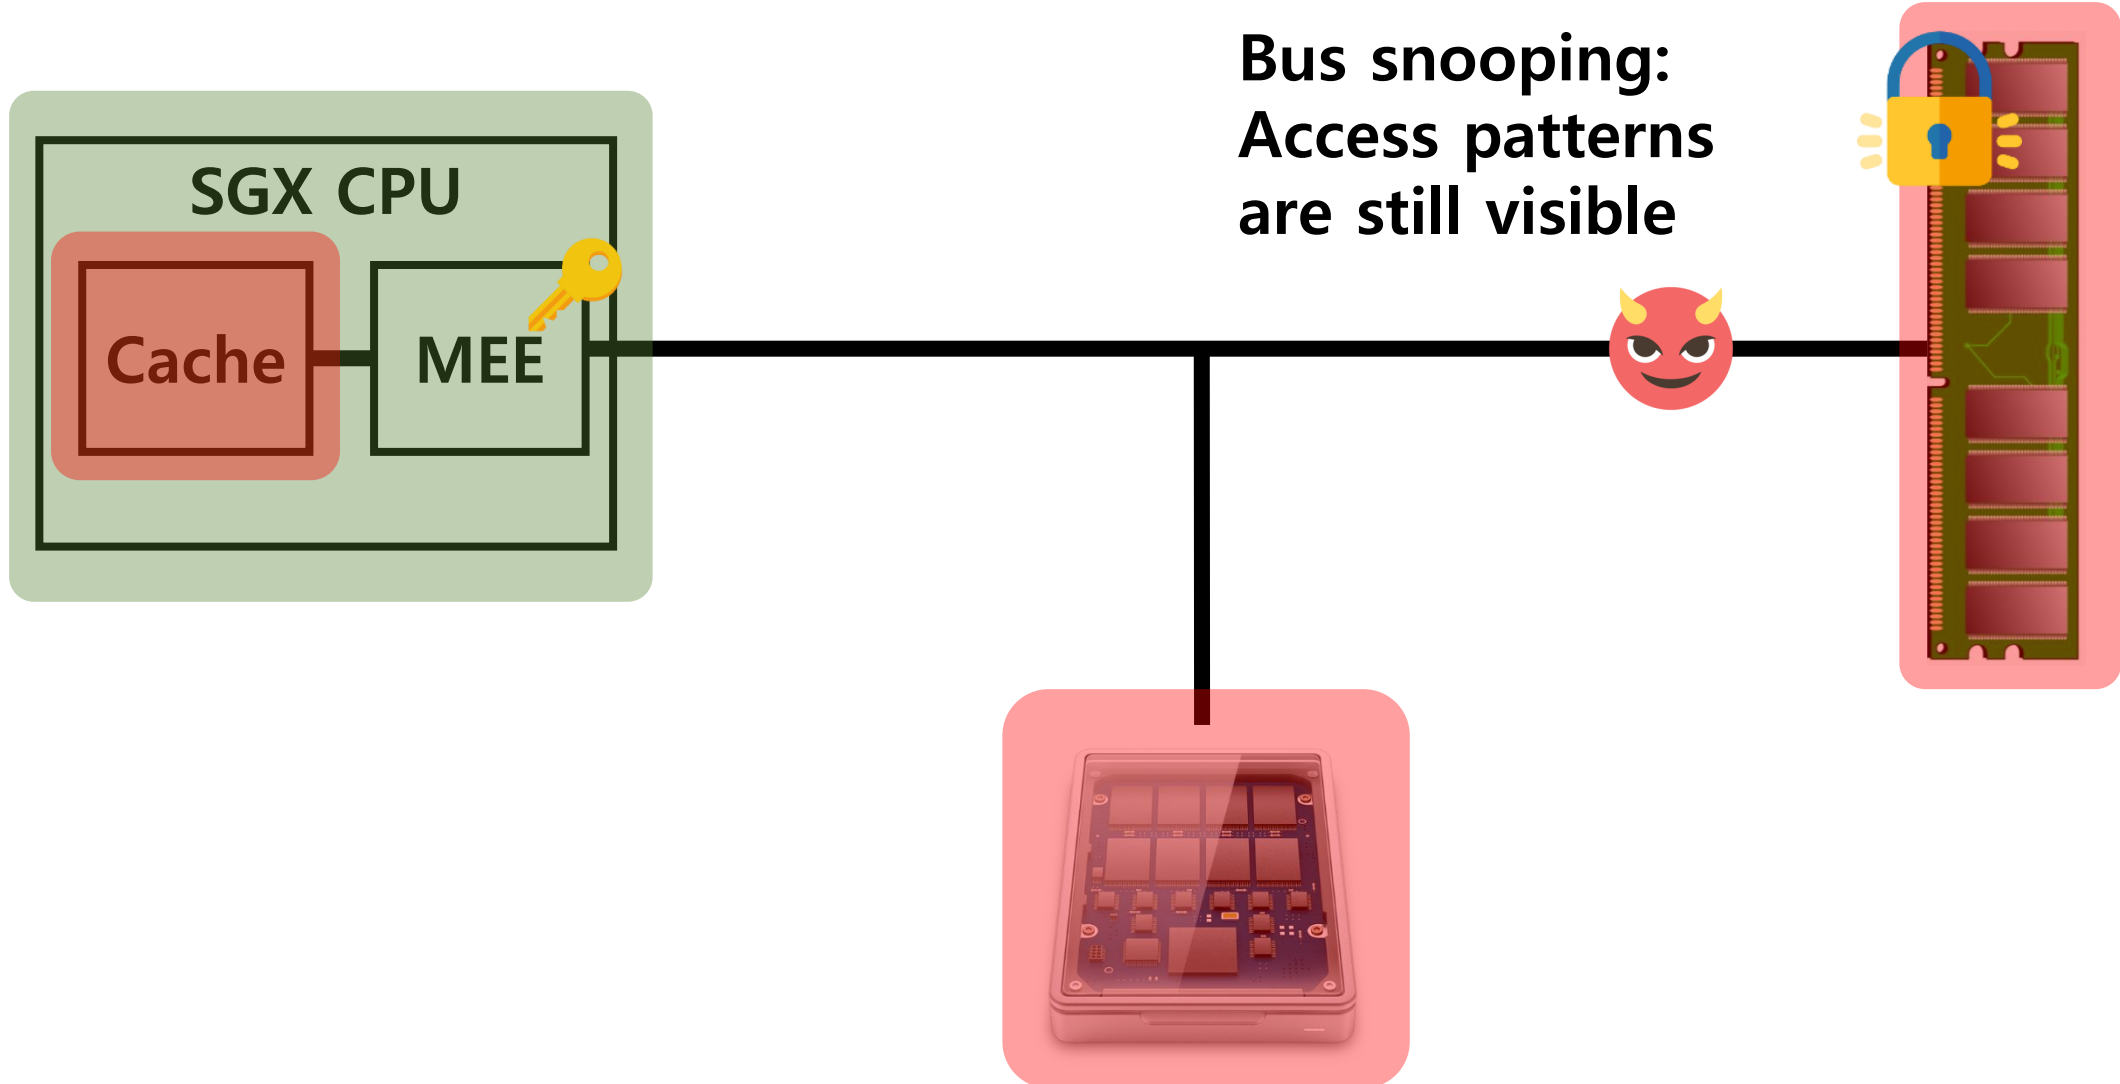 Bus snooping:
Access patterns
are still visible
SGX CPU
Cache
MEE